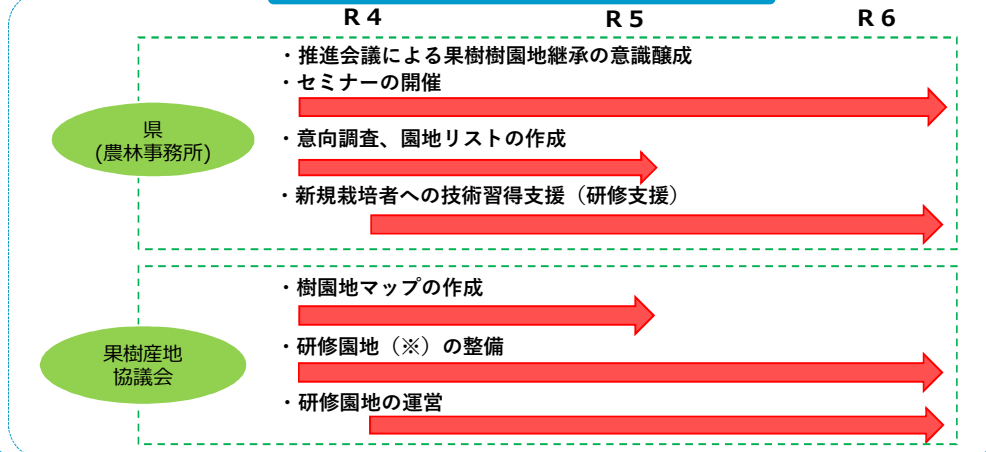 R4 R5 R6
・推進会議による果樹樹園地継承の意識醸成
・セミナーの開催
県
(農林事務所)
・意向調査、園地リストの作成
・新規栽培者への技術習得支援（研修支援）
・樹園地マップの作成
果樹産地
協議会
・研修園地（※）の整備
・研修園地の運営